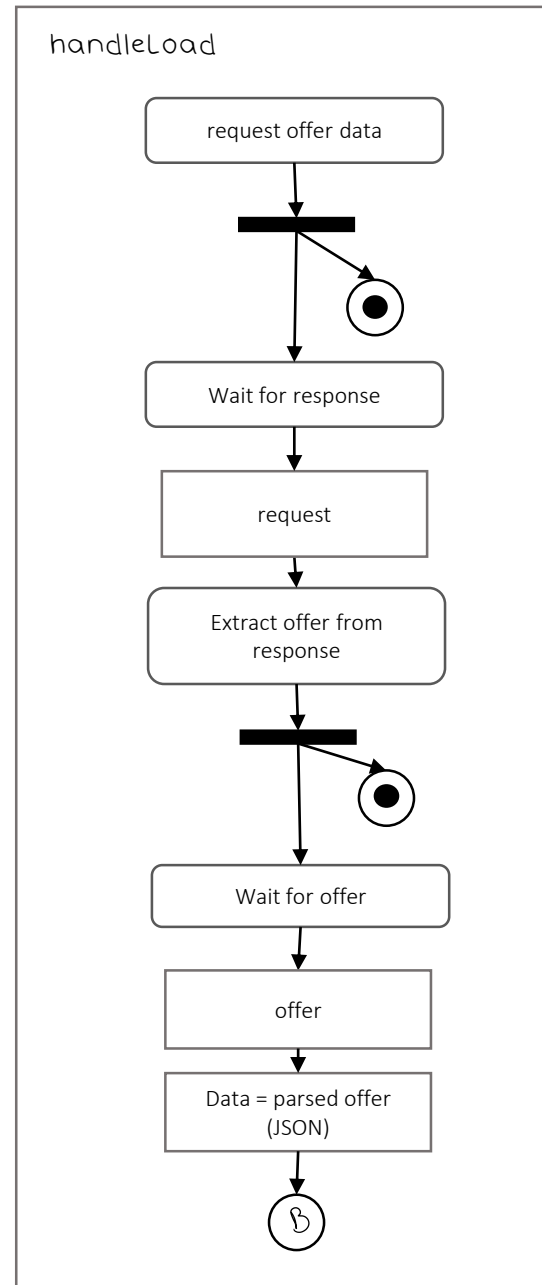 handleLoad
request offer data
Wait for response
request
Extract offer from
response
Wait for offer
offer
Data = parsed offer
(JSON)
B